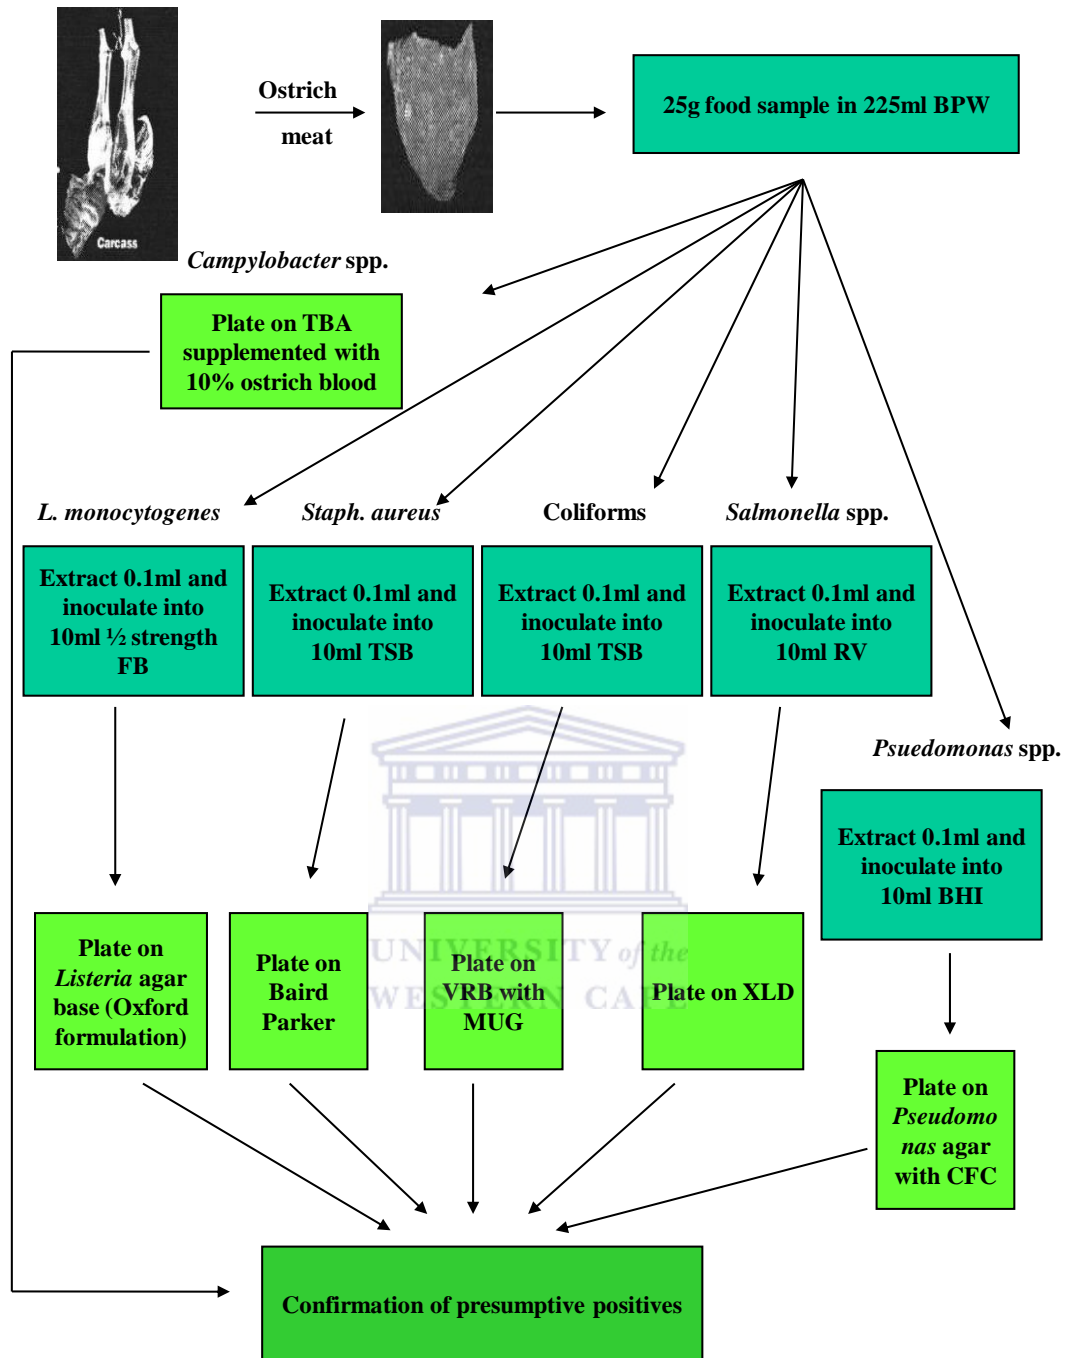 Ostrich
meat
25g food sample in 225ml BPW
Carcass
Campylobacter spp.
Plate on TBA
supplemented with
10% ostrich blood
L. monocytogenes
Staph. aureus
Coliforms
Salmonella spp.
Extract 0.1ml and
inoculate into
10ml ½ strength
FB
Extract 0.1ml and
inoculate into
10ml TSB
Extract 0.1ml and
inoculate into
10ml TSB
Extract 0.1ml and
inoculate into
10ml RV
Psuedomonas spp.
Extract 0.1ml and
inoculate into
10ml BHI
UNIVERSITY of the
WESTERN CAPE
Plate on
Listeria agar
base (Oxford
formulation)
Plate on
Baird
Parker
Plate on
VRB with
MUG
Plate on XLD
Plate on
Pseudomo
nas agar
with CFC
Confirmation of presumptive positives